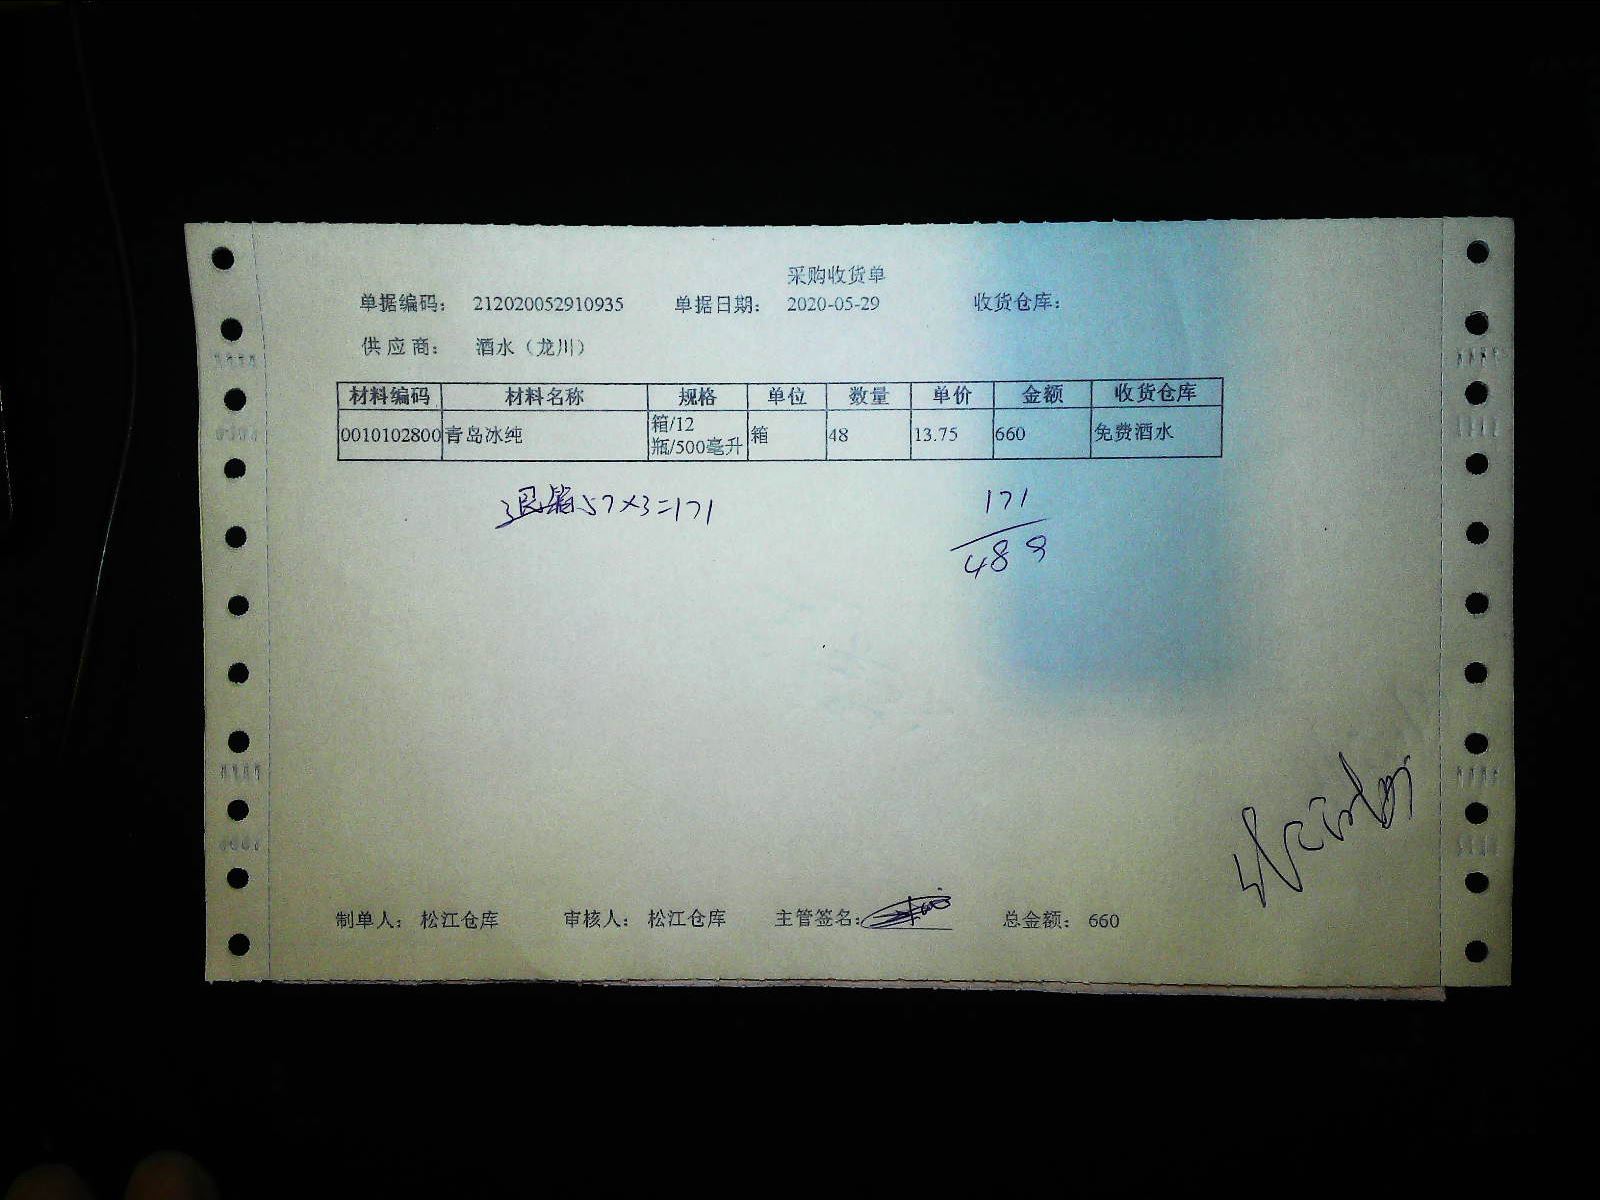 采购收货单
单据编码： 212020052910935 单据日期： 2020-05-29 收货仓库：
供应商： 酒水（龙川）
材料编码 材料名称 规格 单位 数量 单价 金额 收货仓库
0010102800 青岛冰纯 箱/12瓶/500毫升 箱 48 13.75 660 免费酒水
退箱57×3=171 171
489
制单人： 松江仓库 审核人： 松江仓库 主管签名： 总金额： 660